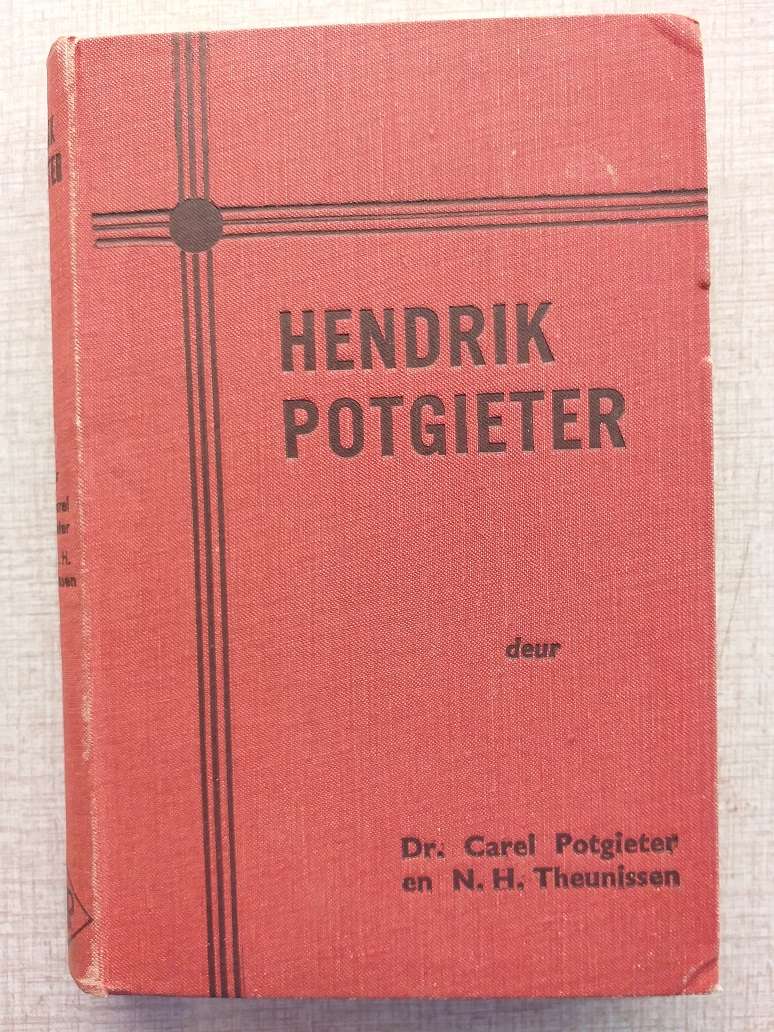 HENDRIK
POTGIETER
deur
Dr. Carel Potgieter
en N. H. Theunissen